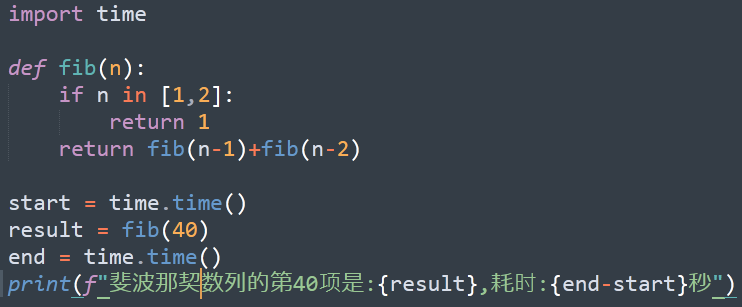 import time
def fib(n):
    if n in [1,2]:
        return 1
    return fib(n-1)+fib(n-2)
start = time.time()
result = fib(40)
end = time.time()
print(f"斐波那契数列的第40项是:{result},耗时:{end-start}秒")